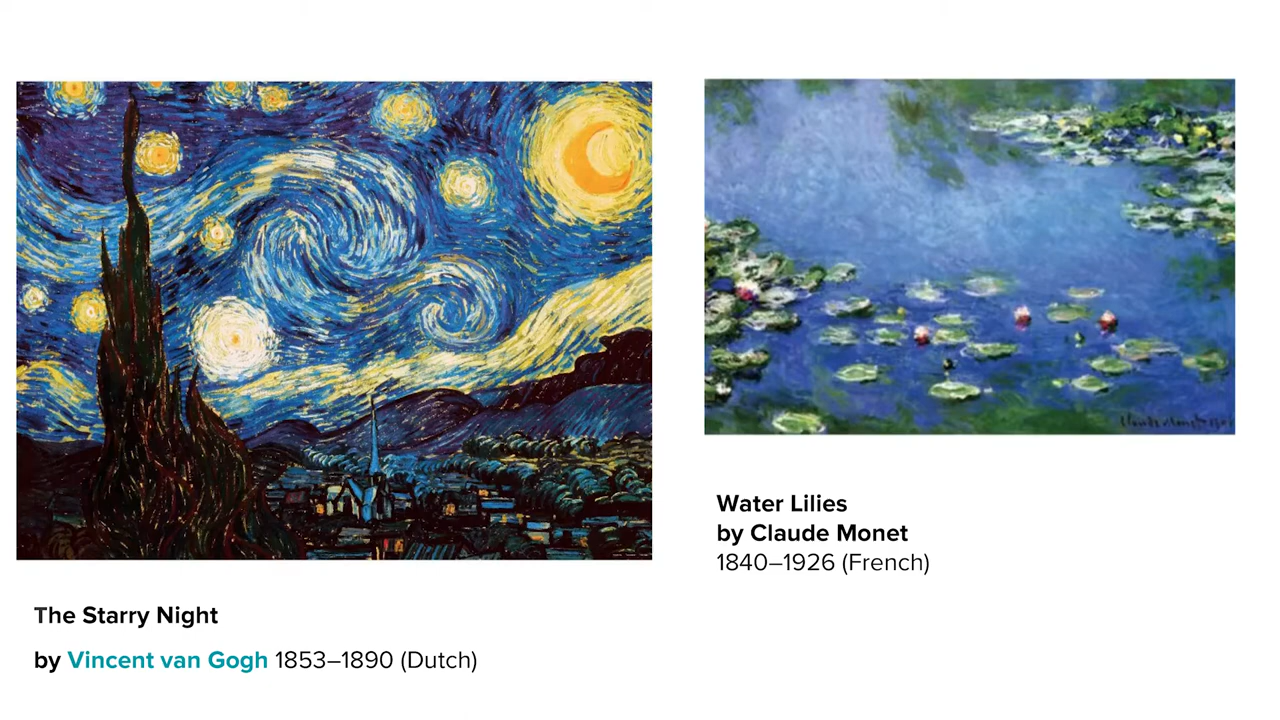 The Starry Night
by Vincent van Gogh 1853–1890 (Dutch)
Water Lilies
by Claude Monet
1840–1926 (French)